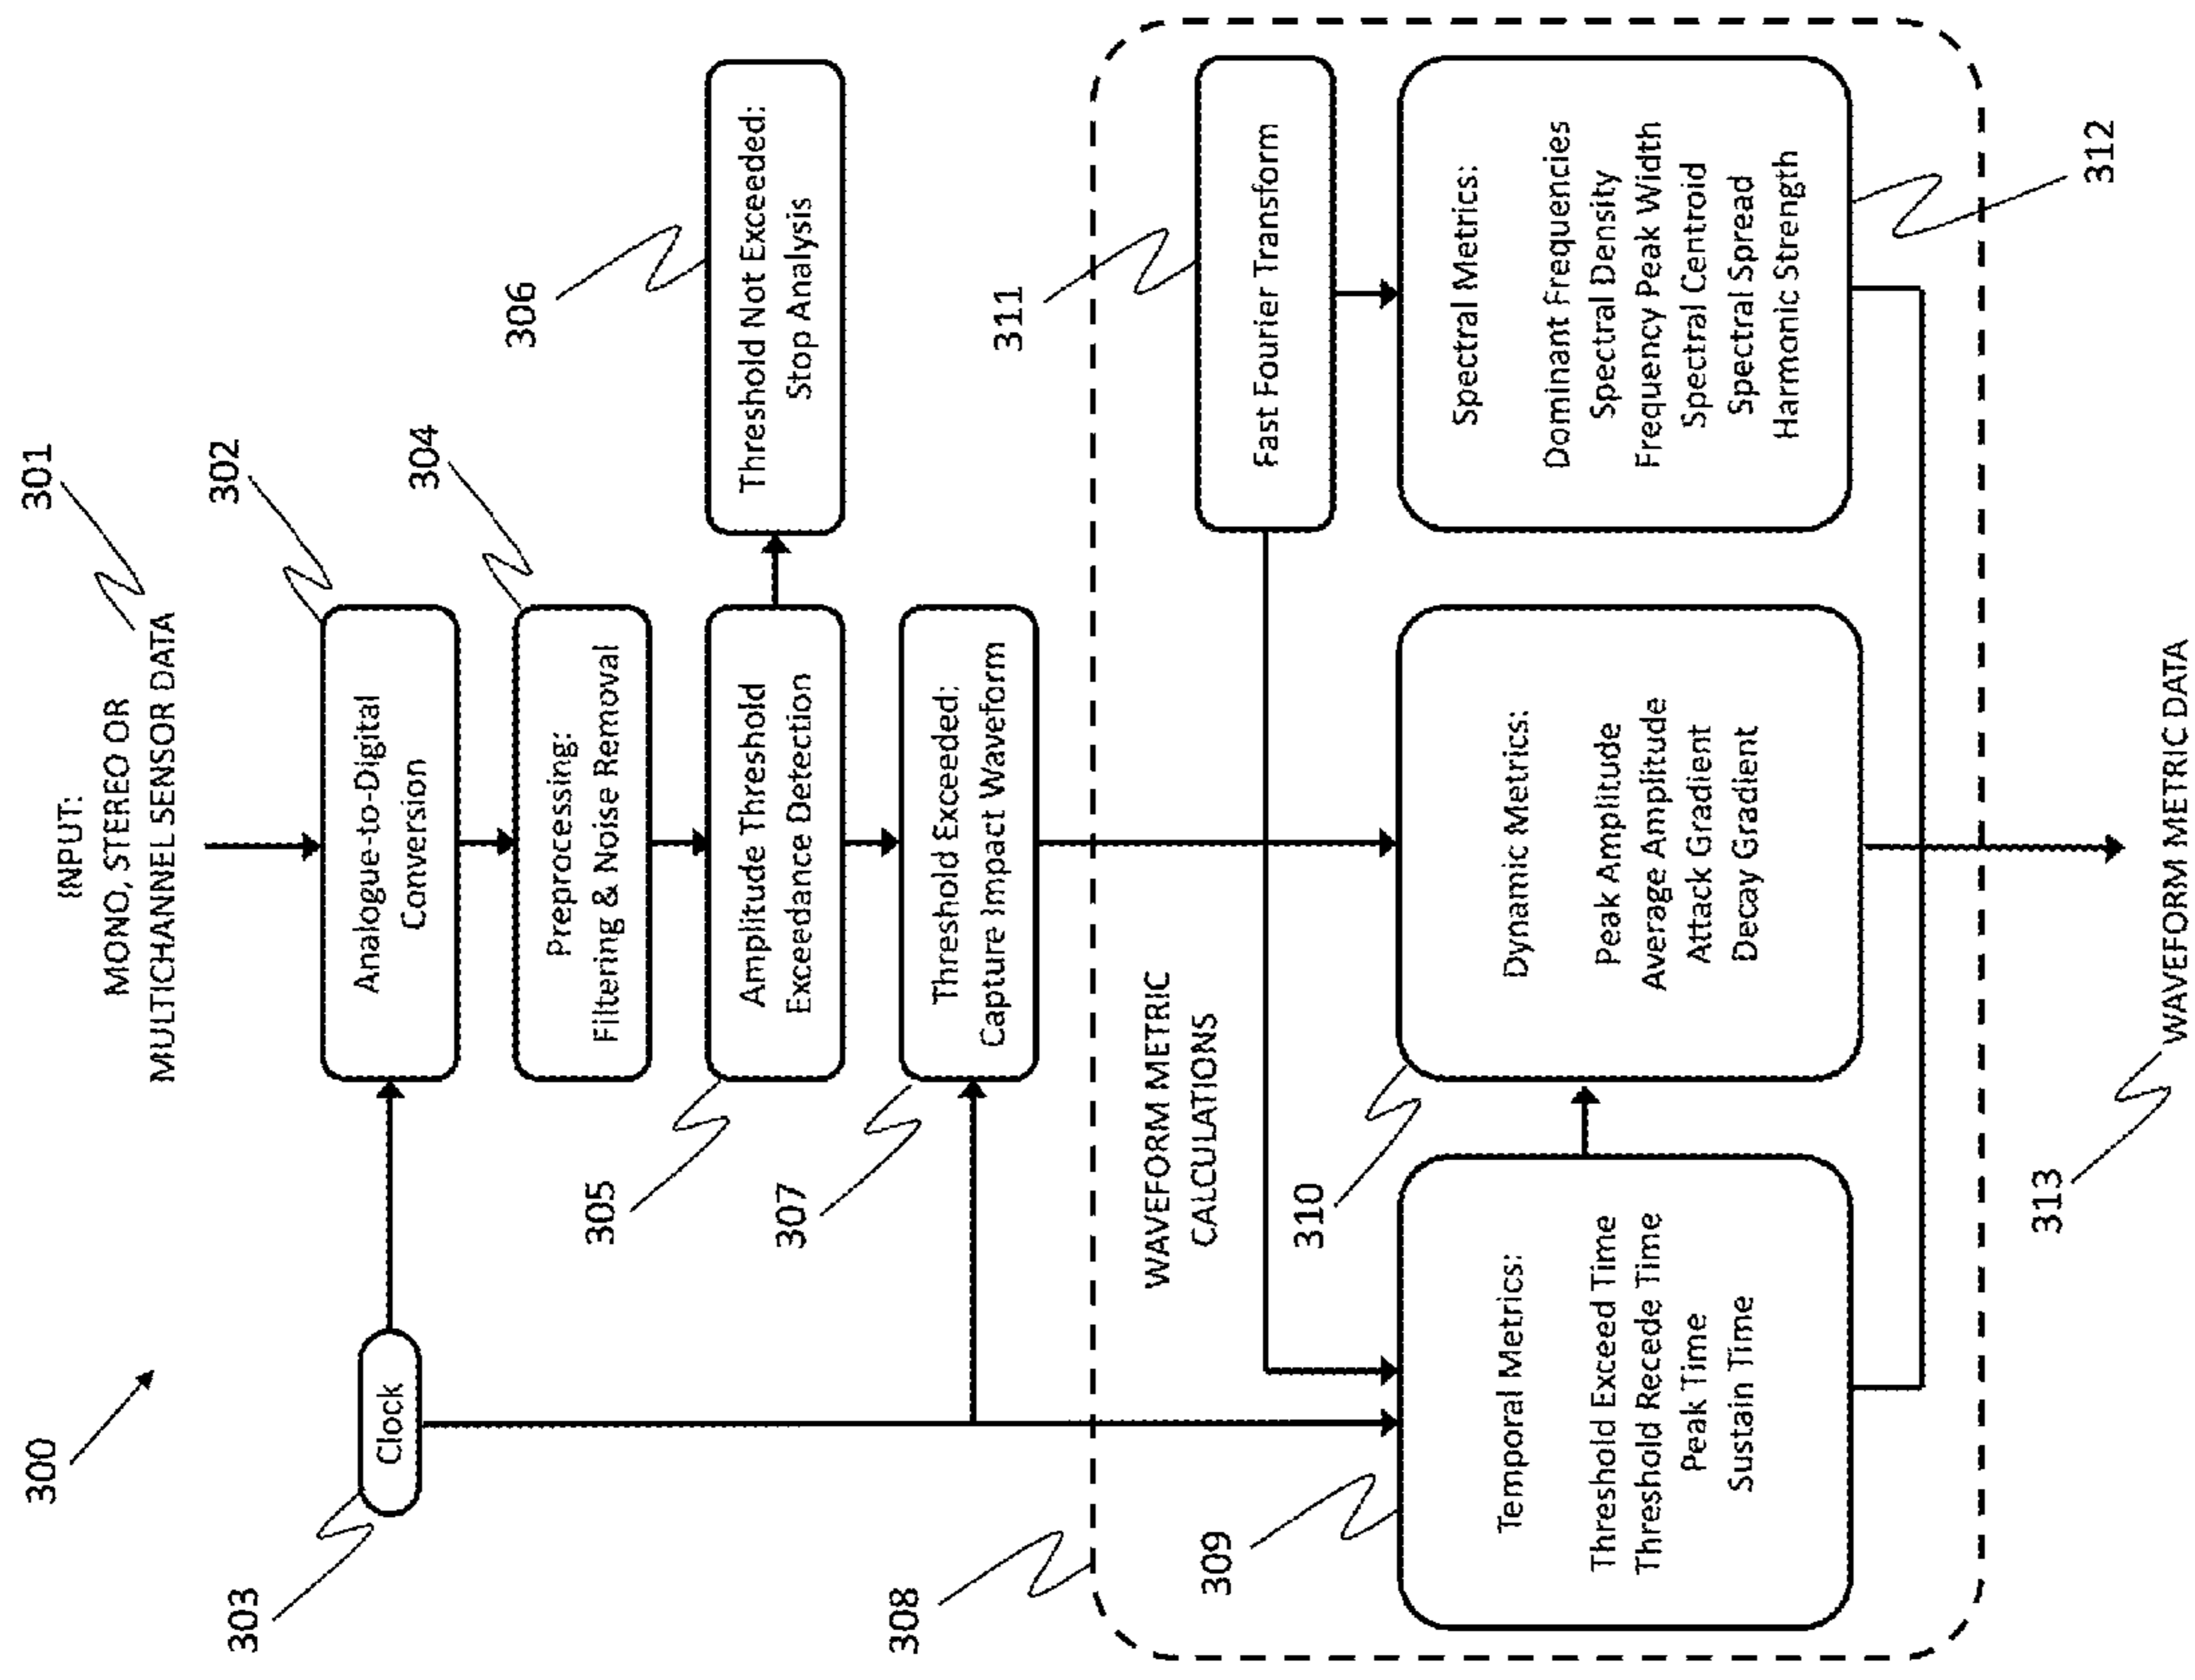 300
INPUT:
MONO, STEREO OR
MULTICHANNEL SENSOR DATA
301
303
Clock
Analogue-to-Digital
Conversion
302
Preprocessing:
Filtering & Noise Removal
304
305
Amplitude Threshold
Exceedance Detection
306
Threshold Not Exceeded:
Stop Analysis
307
Threshold Exceeded:
Capture Impact Waveform
308
WAVEFORM METRIC
CALCULATIONS
311
Fast Fourier Transform
309
Temporal Metrics:
Threshold Exceed Time
Threshold Recede Time
Peak Time
Sustain Time
310
Dynamic Metrics:
Peak Amplitude
Average Amplitude
Attack Gradient
Decay Gradient
Spectral Metrics:
Dominant Frequencies
Spectral Density
Frequency Peak Width
Spectral Centroid
Spectral Spread
Harmonic Strength
312
313
WAVEFORM METRIC DATA